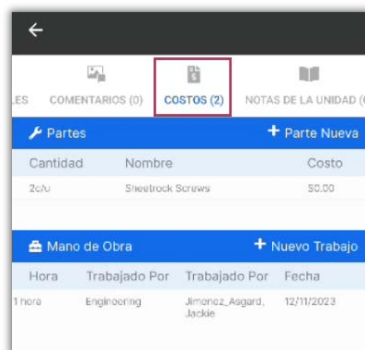 ES COMENTARIOS (0) COSTOS (2) NOTAS DE LA UNIDAD (
Partes + Parte Nueva
Cantidad Nombre Costo
2c/u Sheetrock Screws $0.00
Mano de Obra + Nuevo Trabajo
Hora Trabajado Por Trabajado Por Fecha
1 hora Engineering Jimenez_Asgard, 12/11/2023
Jackie